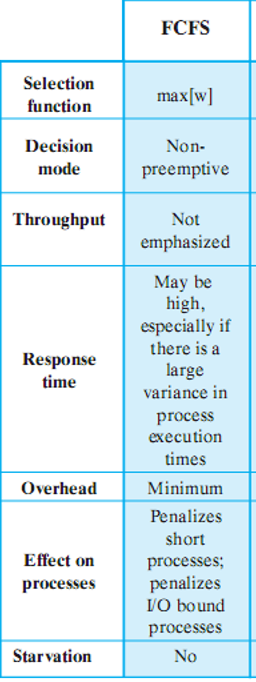 FCFS
Selection
function
max[w]
Decision
mode
Non-
preemptive
Throughput
Not
emphasized
Response
time
May be
high,
especially if
there is a
large
variance in
process
execution
times
Overhead
Minimum
Effect on
processes
Penalizes
short
processes;
penalizes
I/O bound
processes
Starvation
No